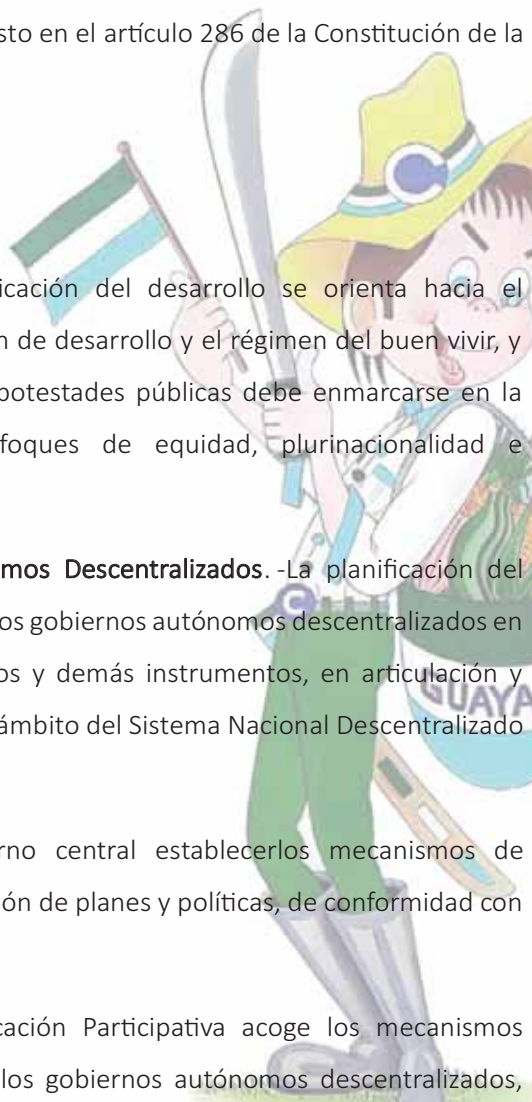 sto en el artículo 286 de la Constitución de la
icación del desarrollo se orienta hacia el
n de desarrollo y el régimen del buen vivir, y
potestades públicas debe enmarcarse en la
foques de equidad, plurinacionalidad e
mos Descentralizados. -La planificación del
os gobiernos autónomos descentralizados en
os y demás instrumentos, en articulación y
GUAYA
ámbito del Sistema Nacional Descentralizado
rno central establecerlos mecanismos de
ión de planes y políticas, de conformidad con
cación Participativa acoge los mecanismos
los gobiernos autónomos descentralizados,